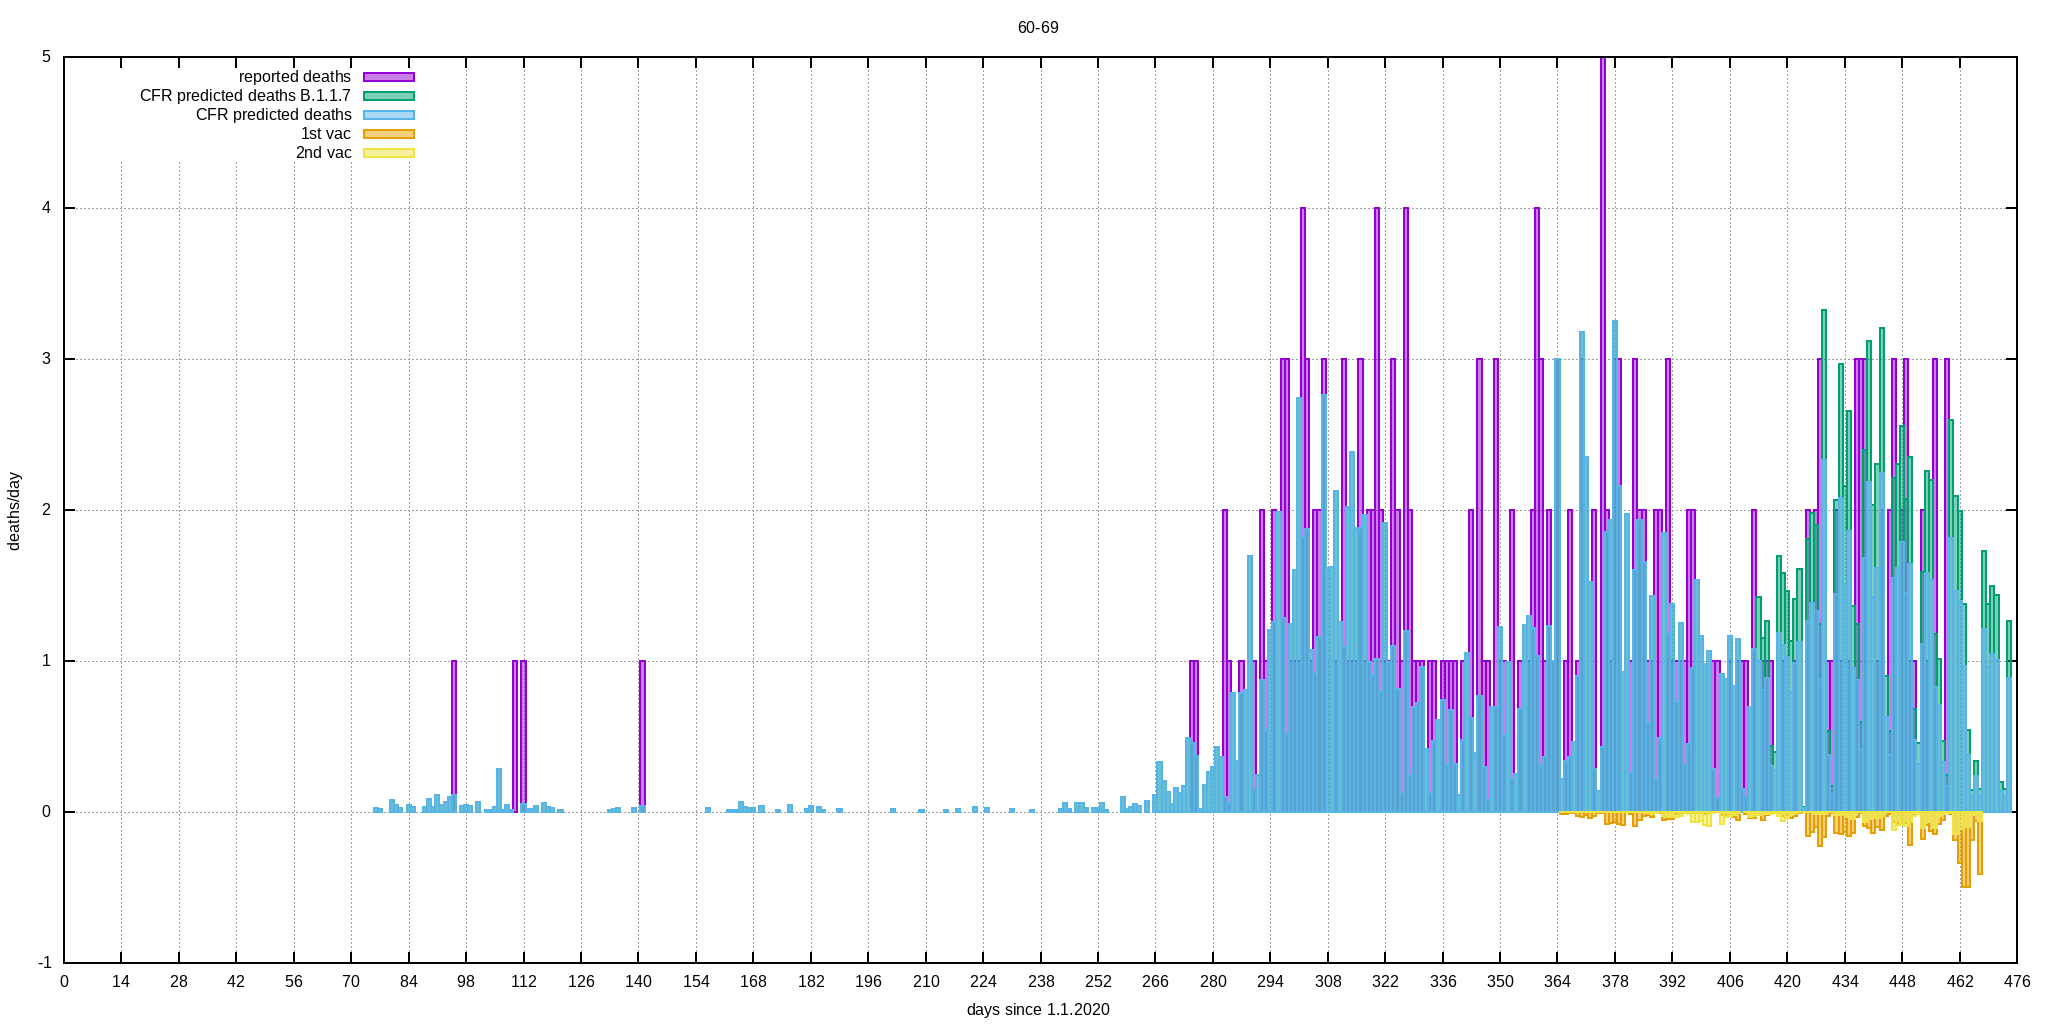 60-69
reported deaths
CFR predicted deaths B.1.1.7
CFR predicted deaths
1st vac
2nd vac
5
4
3
2
1
0
-1
deaths/day
0 14 28 42 56 70 84 98 112 126 140 154 168 182 196 210 224 238 252 266 280 294 308 322 336 350 364 378 392 406 420 434 448 462 476
days since 1.1.2020